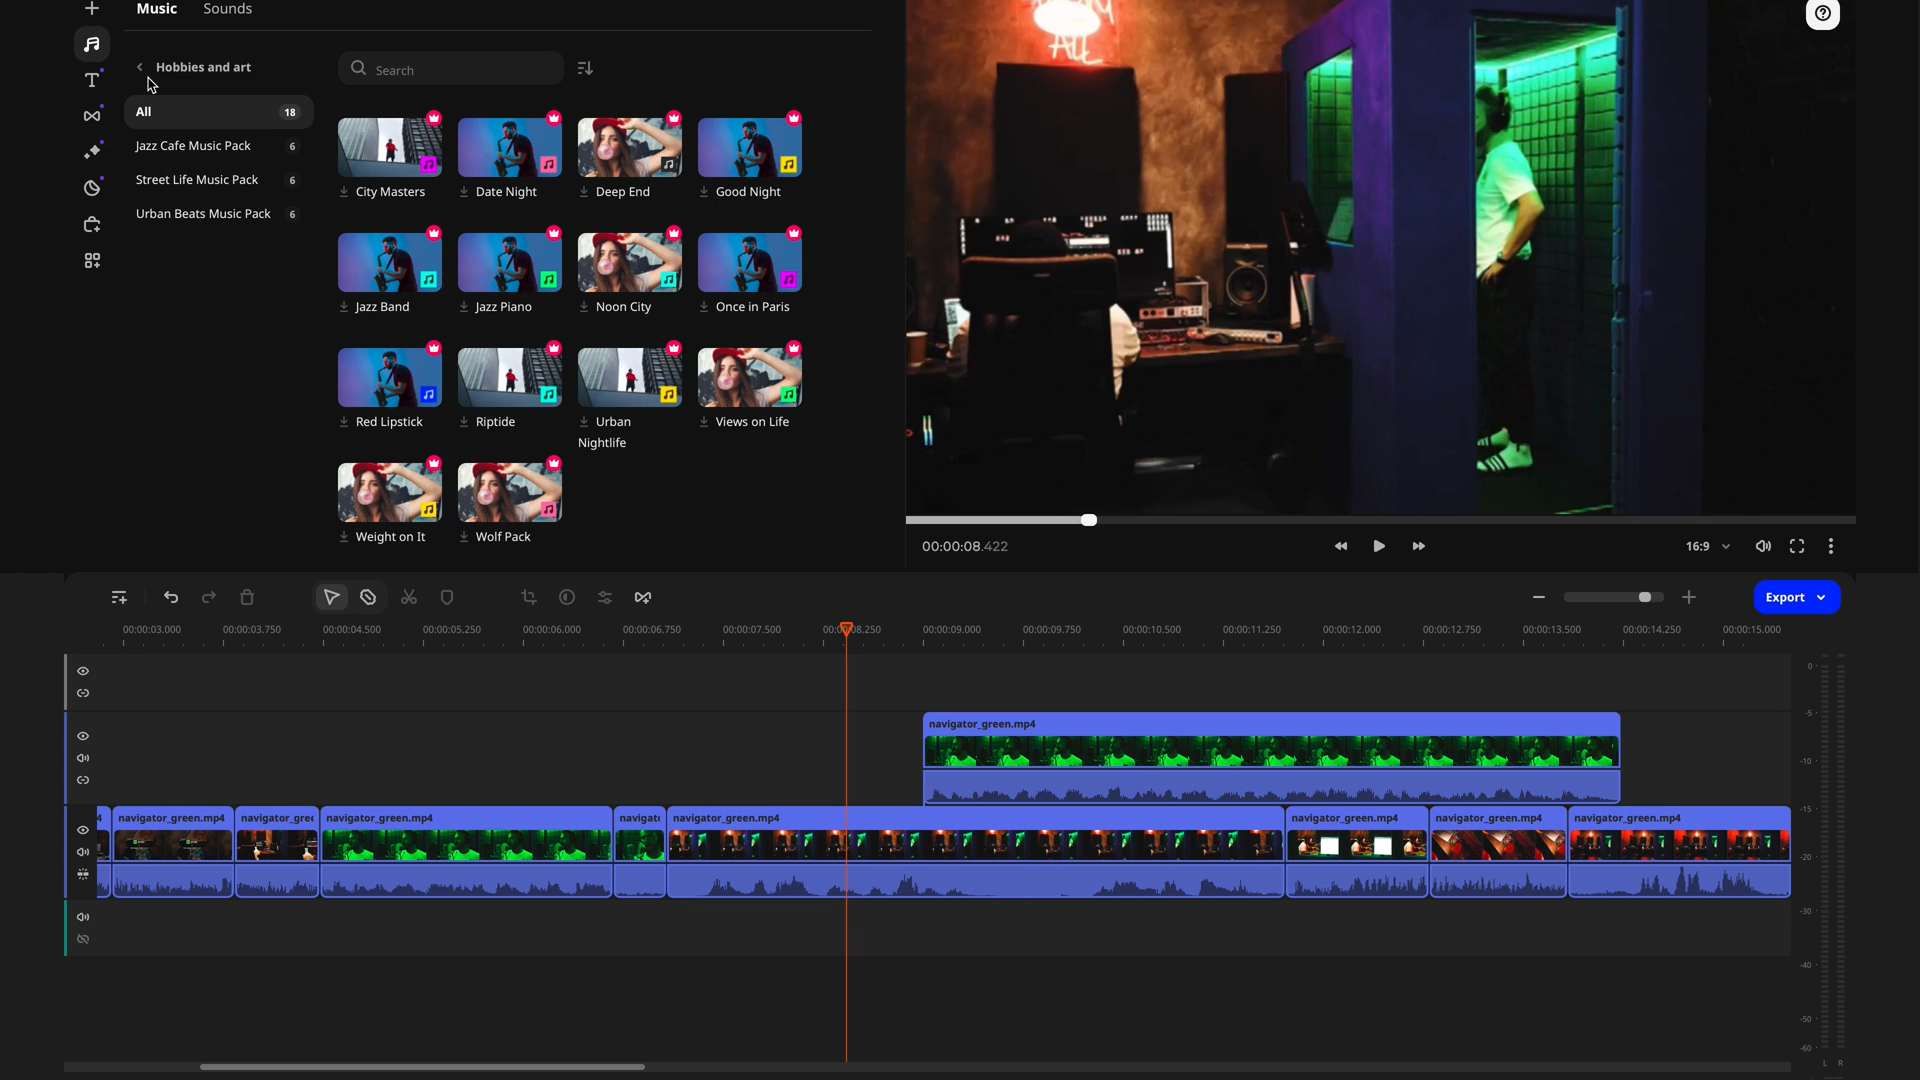 Music Sounds
Hobbies and art
Search
All 18
Jazz Cafe Music Pack 6
Street Life Music Pack 6
Urban Beats Music Pack 6
City Masters Date Night Deep End Good Night
Jazz Band Jazz Piano Noon City Once in Paris
Red Lipstick Riptide Urban Nightlife Views on Life
Weight on It Wolf Pack
ALL
00:00:08.422
16:9
Export
00:00:03.000 00:00:03.750 00:00:04.500 00:00:05.250 00:00:06.000 00:00:06.750 00:00:07.500 00:00:08.250 00:00:09.000 00:00:09.750 00:00:10.500 00:00:11.250 00:00:12.000 00:00:12.750 00:00:13.500 00:00:14.250 00:00:15.000
navigator_green.mp4
4 navigator_green.mp4 navigator_gree navigator_green.mp4 navigat navigator_green.mp4 navigator_green.mp4 navigator_green.mp4 navigator_green.mp4
0
-5
-10
-15
-20
-30
-40
-50
-60
L R